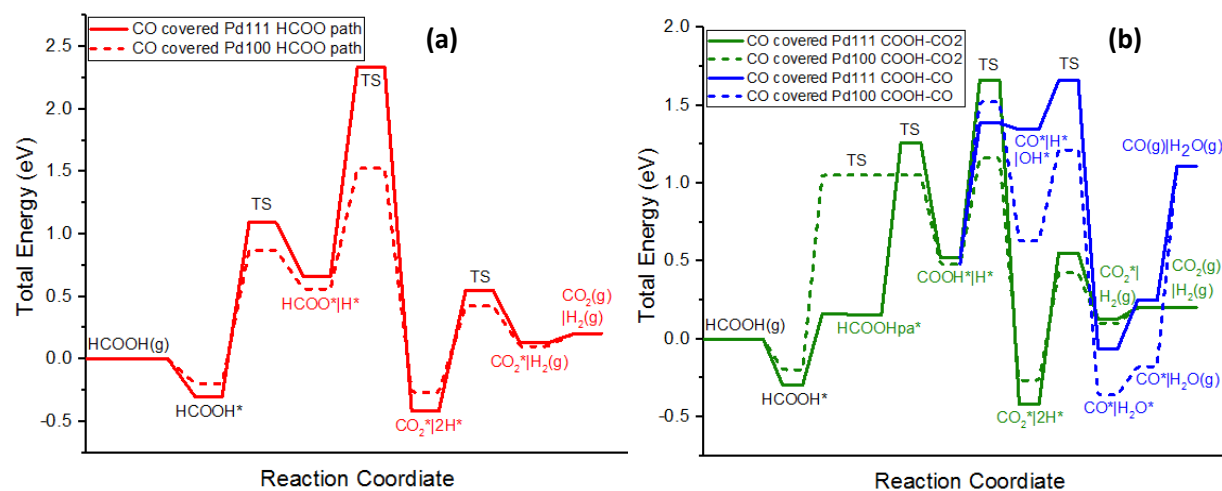 CO covered Pd111 HCOO path
CO covered Pd100 HCOO path
(a)
2.5
2.0
1.5
1.0
0.5
0.0
-0.5
Total Energy (eV)
HCOOH(g)
HCOOH*
TS
HCOO*|H*
TS
CO₂*|2H*
TS
CO₂*|H₂(g)
CO₂(g)
|H₂(g)
Reaction Coordiate
CO covered Pd111 COOH-CO2
CO covered Pd100 COOH-CO2
CO covered Pd111 COOH-CO
CO covered Pd100 COOH-CO
(b)
2.0
1.5
1.0
0.5
0.0
-0.5
Total Energy (eV)
HCOOH(g)
HCOOH*
TS
HCOOHpa*
TS
COOH*|H*
TS
CO*|H*
|OH*
TS
CO₂*|2H*
CO(g)|H₂O(g)
CO₂*|
H₂(g)
CO₂(g)
|H₂(g)
CO*|H₂O(g)
CO*|H₂O*
Reaction Coordiate